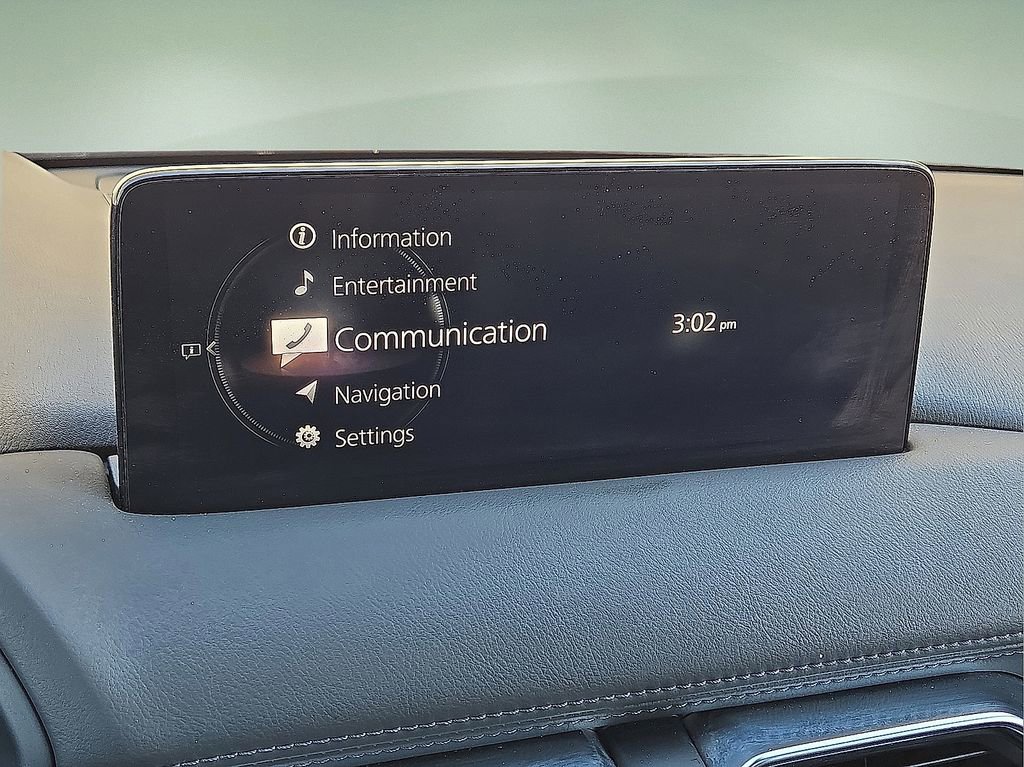 Information
Entertainment
Communication
3:02 pm
Navigation
Settings